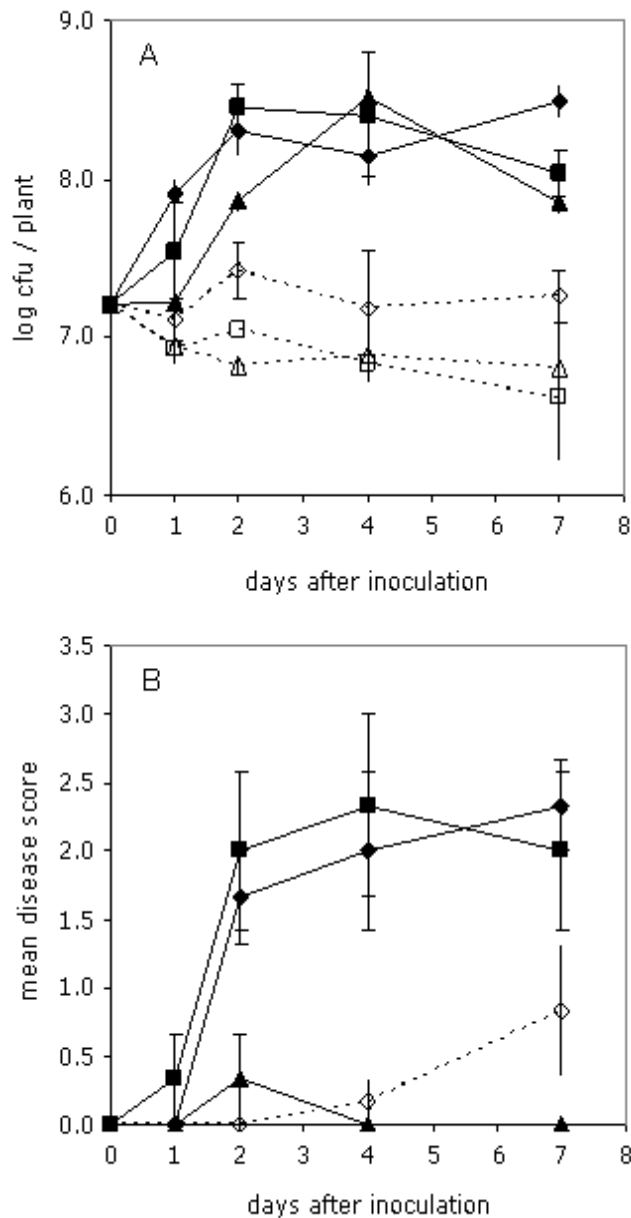 A
9.0
8.0
7.0
6.0
log cfu / plant
0 1 2 3 4 5 6 7 8
days after inoculation
B
3.5
3.0
2.5
2.0
1.5
1.0
0.5
0.0
mean disease score
0 1 2 3 4 5 6 7 8
days after inoculation